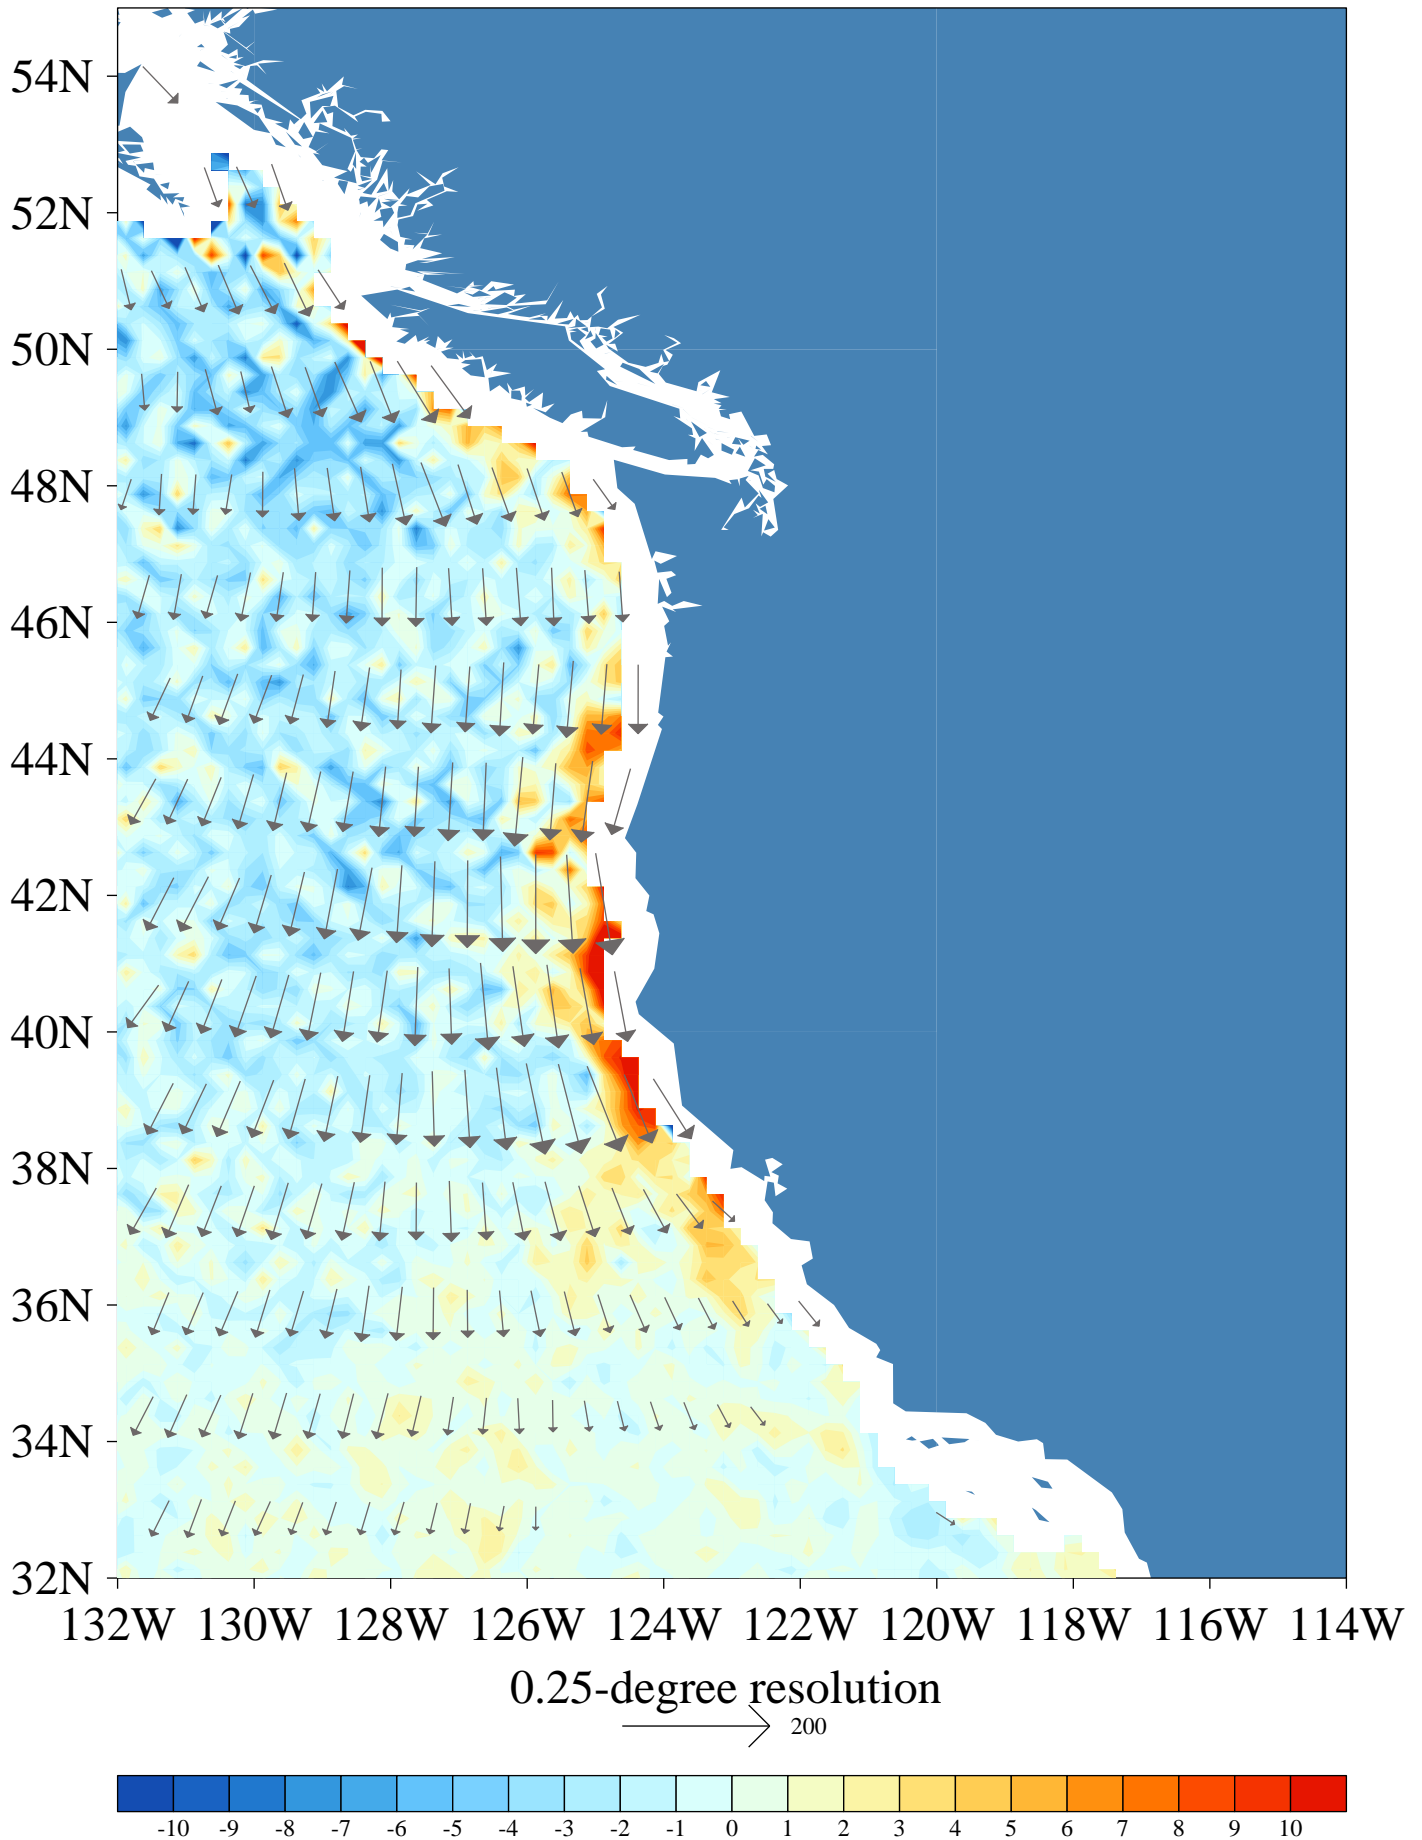 54N
52N
50N
48N
46N
44N
42N
40N
38N
36N
34N
32N
132W 130W 128W 126W 124W 122W 120W 118W 116W 114W
0.25-degree resolution
200
-10 -9 -8 -7 -6 -5 -4 -3 -2 -1 0 1 2 3 4 5 6 7 8 9 10